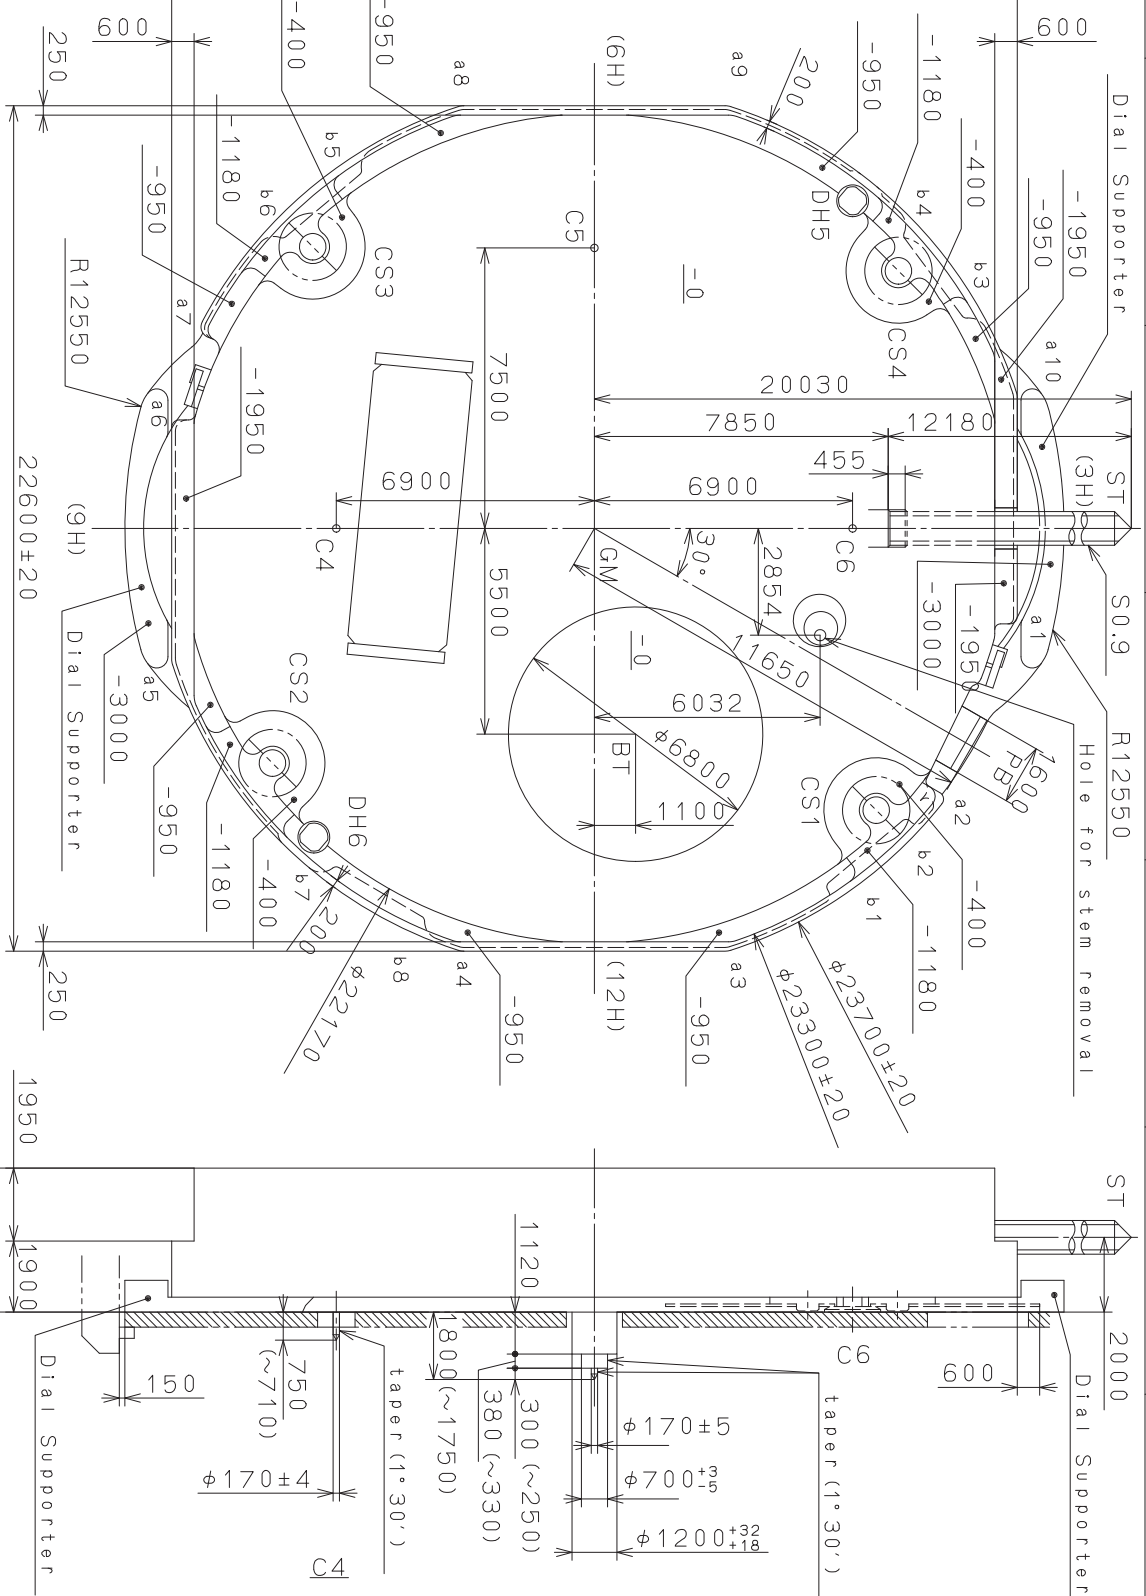 600
250
-400
-950
(6H)
a8
a9
200
-950
-1180
-400
-950
-1950
600
Dial Supporter
-950
-1180
b6
b5
CS3
C5
DH5
b4
b3
CS4
a10
-0
R12550
a7
a6
-1950
7500
20030
7850
12180
455
ST
(3H)
22600±20
(9H)
6900
6900
C4
C6
GM
30°
2854
5500
-0
11650
6032
-3000
-195
a1
S0.9
R12550
a5
-3000
Dial Supporter
CS2
BT
φ6800
1100
CS1
1600
PB
a2
Hole for stem removal
-950
-1180
-400
DH6
b7
200
b1
b2
-400
-1180
φ22170
b8
a4
-950
(12H)
a3
-950
φ23300±20
φ23700±20
250
1950
1900
ST
2000
1120
C6
600
Dial Supporter
150
750
(~710)
1800(~1750)
380(~330)
300(~250)
φ170±5
φ700+3-5
φ1200+32+18
φ170±4
taper(1°30′)
taper(1°30′)
Dial Supporter
C4